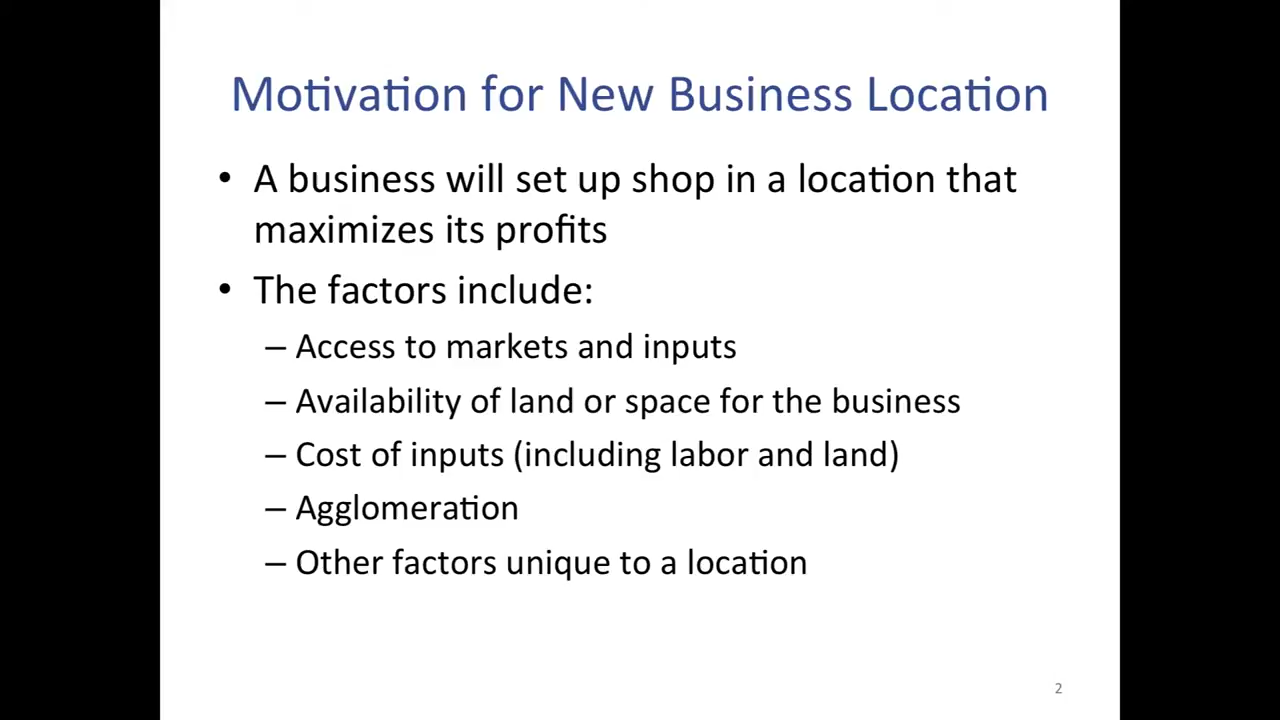 Motivation for New Business Location
• A business will set up shop in a location that
maximizes its profits
• The factors include:
– Access to markets and inputs
– Availability of land or space for the business
– Cost of inputs (including labor and land)
– Agglomeration
– Other factors unique to a location
2